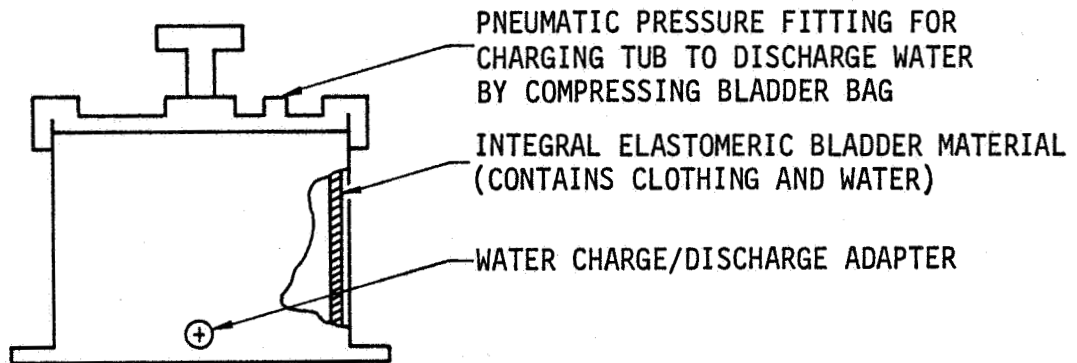 PNEUMATIC PRESSURE FITTING FOR
CHARGING TUB TO DISCHARGE WATER
BY COMPRESSING BLADDER BAG
INTEGRAL ELASTOMERIC BLADDER MATERIAL
(CONTAINS CLOTHING AND WATER)
WATER CHARGE/DISCHARGE ADAPTER